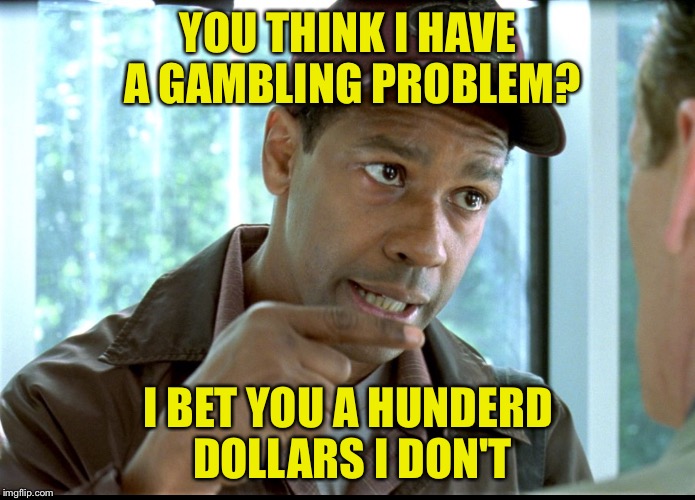 YOU THINK I HAVE
A GAMBLING PROBLEM?
I BET YOU A HUNDERD
DOLLARS I DON'T
imgflip.com